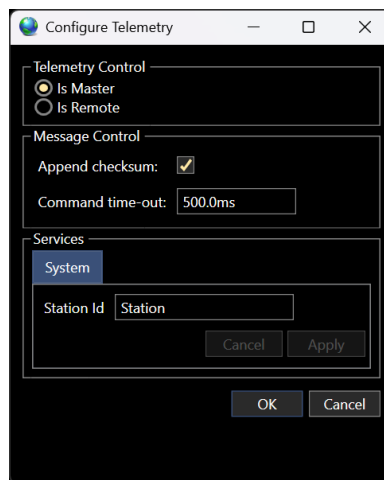 Configure Telemetry
Telemetry Control
Is Master
Is Remote
Message Control
Append checksum:
Command time-out: 500.0ms
Services
System
Station Id Station
Cancel Apply
OK Cancel